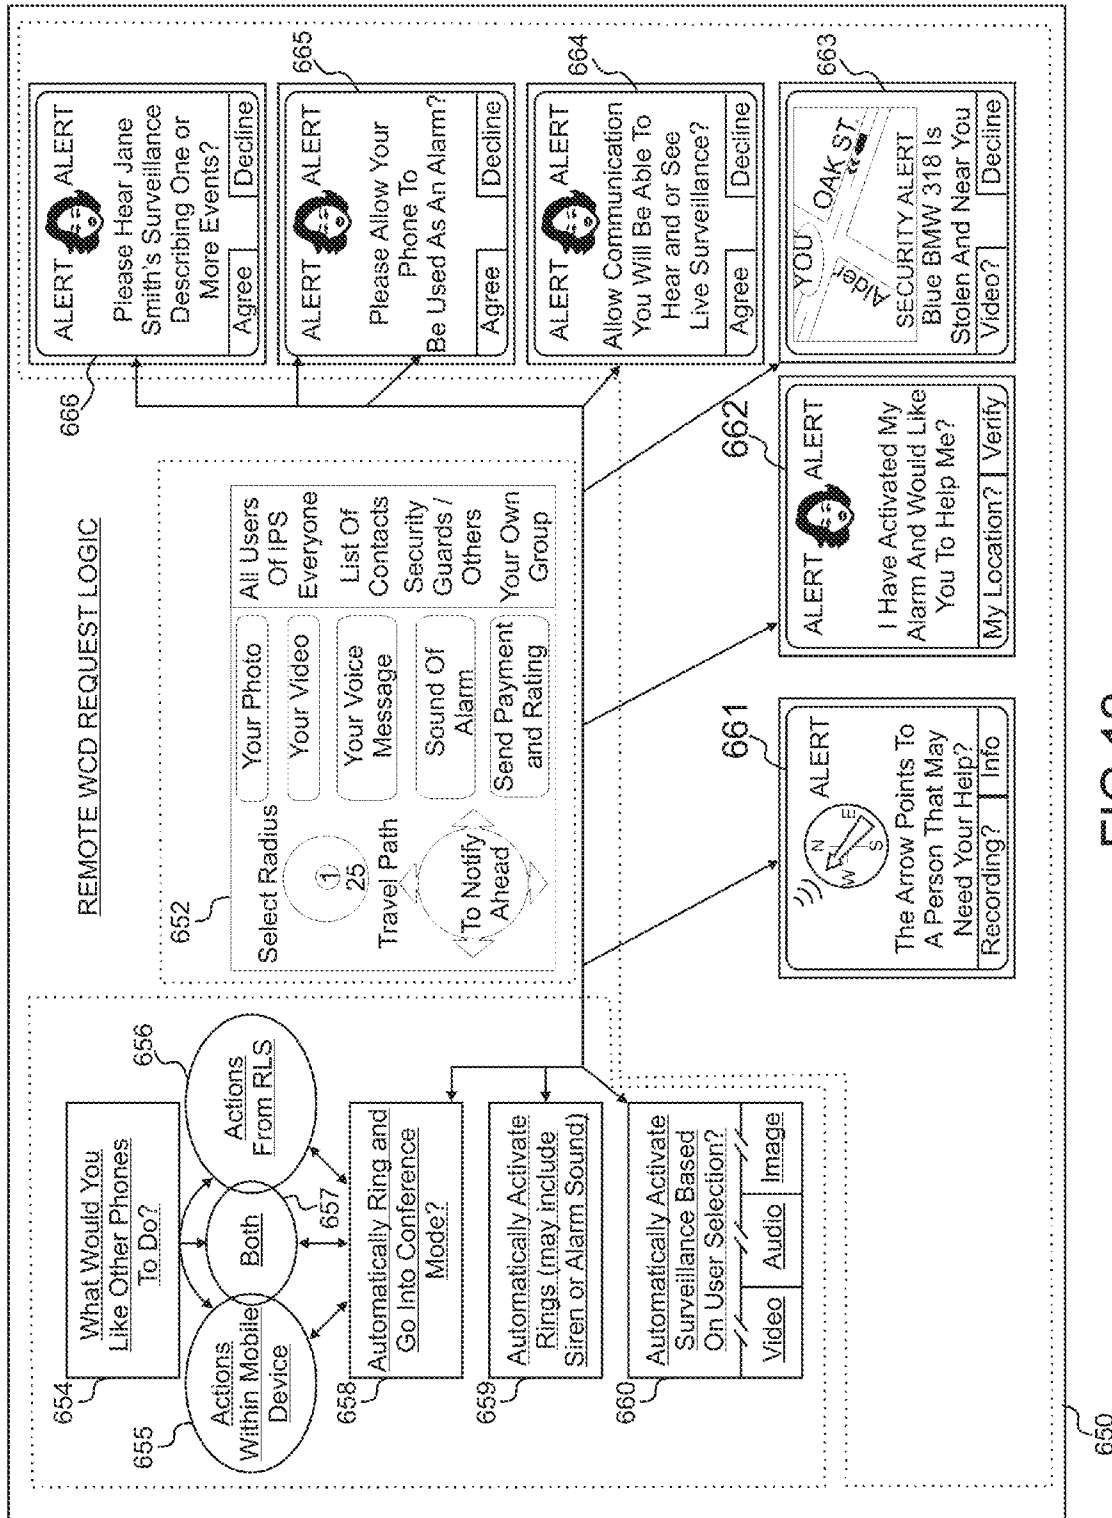 REMOTE WCD REQUEST LOGIC
654
What Would You
Like Other Phones
To Do?
655
Actions
Within Mobile
Device
Both
657
Actions
From RLS
656
658
Automatically Ring and
Go Into Conference
Mode?
659
Automatically Activate
Rings (may include
Siren or Alarm Sound)
660
Automatically Activate
Surveillance Based
On User Selection?
Video
Audio
Image
652
Select Radius
1
25
Travel Path
To Notify
Ahead
Your Photo
Your Video
Your Voice
Message
Sound Of
Alarm
Send Payment
and Rating
All Users
Of IPS
Everyone
List Of
Contacts
Security
Guards /
Others
Your Own
Group
666
ALERT
ALERT
Please Hear Jane
Smith's Surveillance
Describing One or
More Events?
Agree
Decline
665
ALERT
ALERT
Please Allow Your
Phone To
Be Used As An Alarm?
Agree
Decline
664
ALERT
ALERT
Allow Communication
You Will Be Able To
Hear and or See
Live Surveillance?
Agree
Decline
661
N
E
W
S
ALERT
The Arrow Points To
A Person That May
Need Your Help?
Recording?
Info
662
ALERT
ALERT
I Have Activated My
Alarm And Would Like
You To Help Me?
My Location?
Verify
663
YOU
OAK ST.
Alder
SECURITY ALERT
Blue BMW 318 Is
Stolen And Near You
Video?
Decline
650